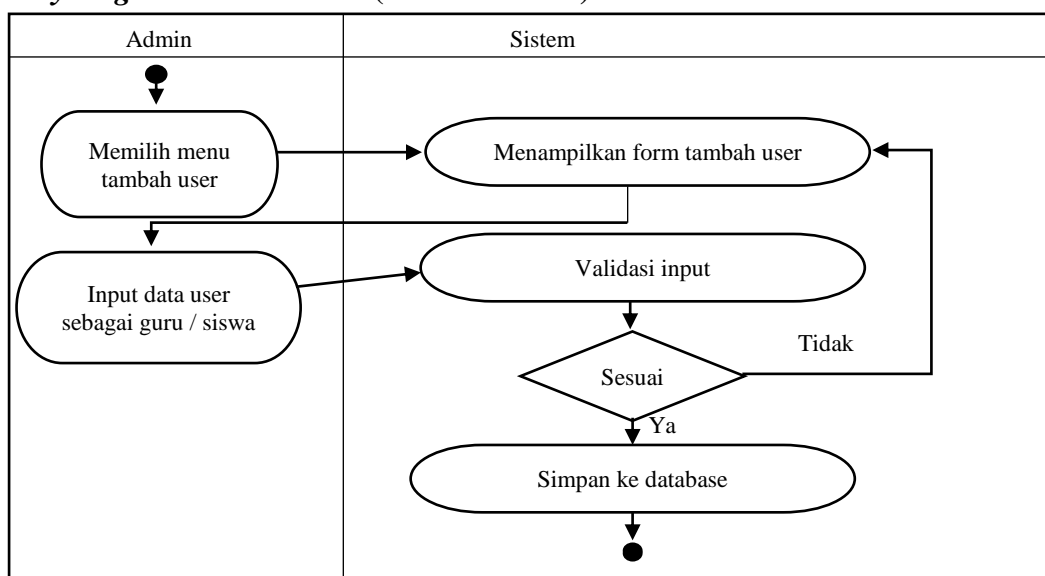 Admin
Sistem
Memilih menu
tambah user
Menampilkan form tambah user
Input data user
sebagai guru / siswa
Validasi input
Tidak
Sesuai
Ya
Simpan ke database